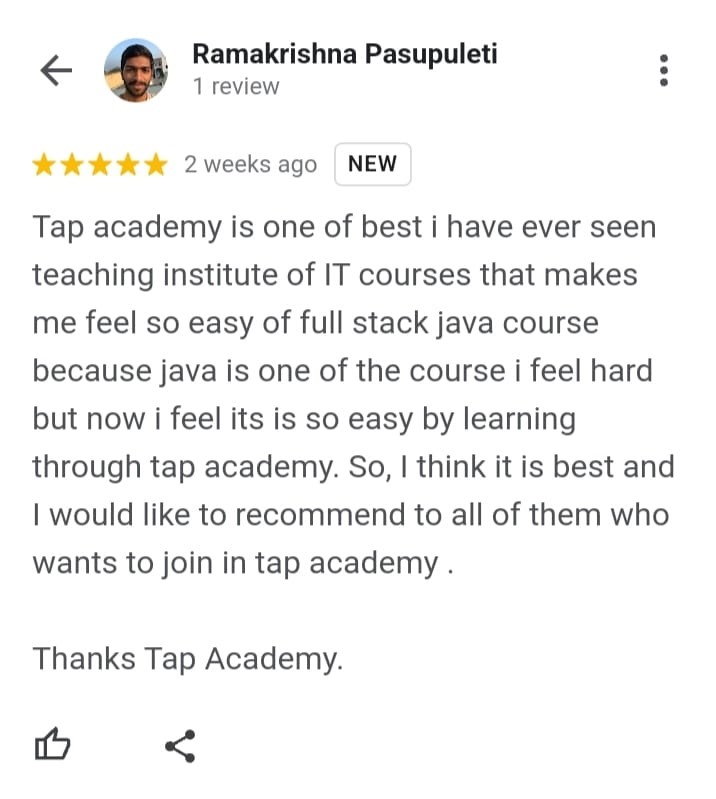 Ramakrishna Pasupuleti
1 review
2 weeks ago NEW
Tap academy is one of best i have ever seen
teaching institute of IT courses that makes
me feel so easy of full stack java course
because java is one of the course i feel hard
but now i feel its is so easy by learning
through tap academy. So, I think it is best and
I would like to recommend to all of them who
wants to join in tap academy .
Thanks Tap Academy.